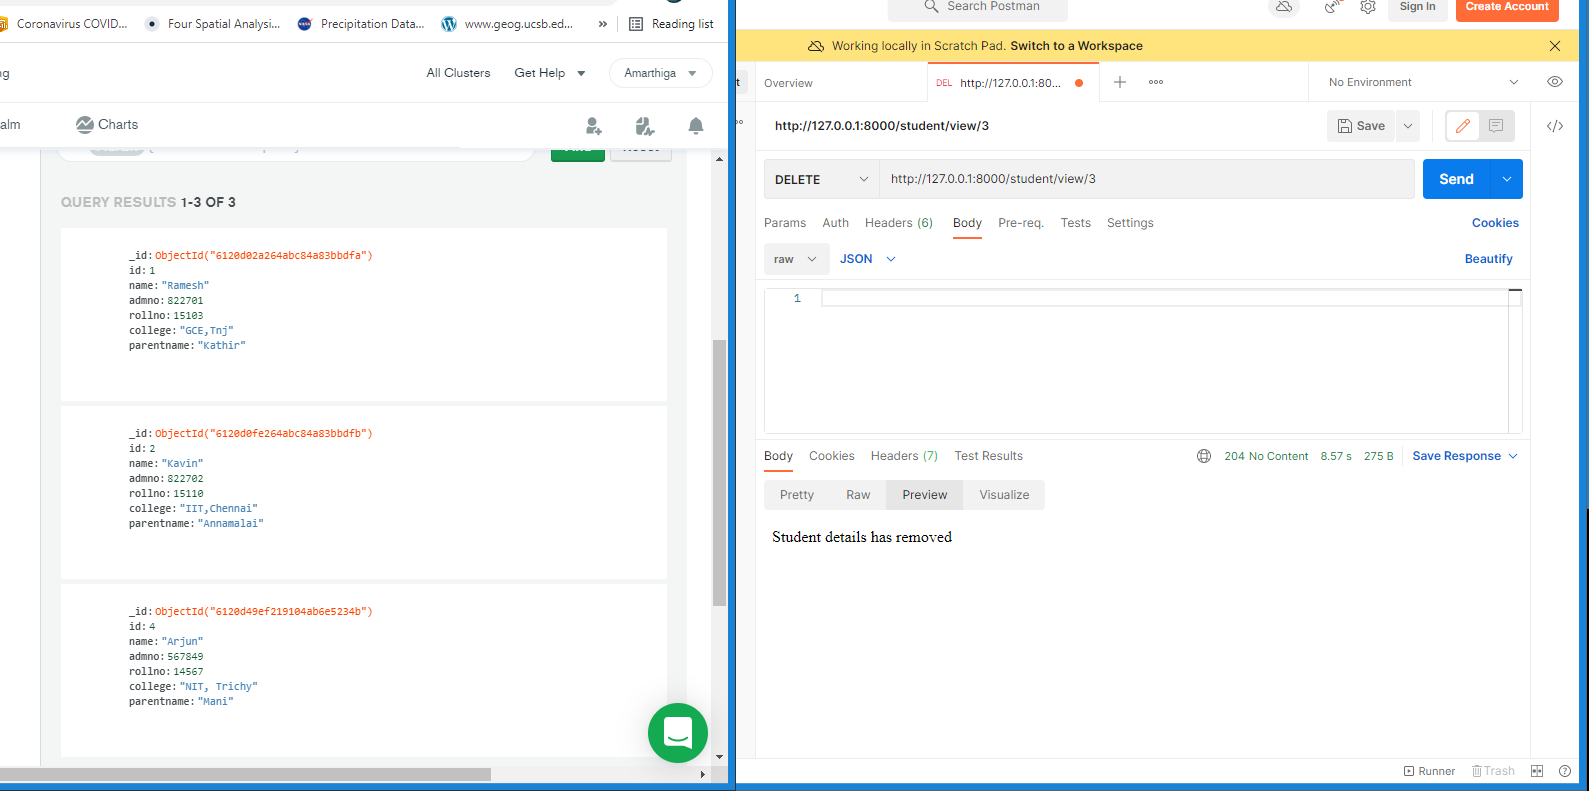 Coronavirus COVID...
Four Spatial Analysi...
Precipitation Data...
www.geog.ucsb.ed...
»
Reading list
ng
All Clusters
Get Help
Amarthiga
alm
Charts
QUERY RESULTS 1-3 OF 3
_id: ObjectId("6120d02a264abc84a83bbdfa")
id: 1
name: "Ramesh"
admno: 822701
rollno: 15103
college: "GCE,Tnj"
parentname: "Kathir"
_id: ObjectId("6120d0fe264abc84a83bbdfb")
id: 2
name: "Kavin"
admno: 822702
rollno: 15110
college: "IIT,Chennai"
parentname: "Annamalai"
_id: ObjectId("6120d49ef219104ab6e5234b")
id: 4
name: "Arjun"
admno: 567849
rollno: 14567
college: "NIT, Trichy"
parentname: "Mani"
Search Postman
Sign In
Create Account
Working locally in Scratch Pad. Switch to a Workspace
t
Overview
DEL http://127.0.0.1:80...
No Environment
http://127.0.0.1:8000/student/view/3
Save
</>
DELETE
http://127.0.0.1:8000/student/view/3
Send
Params Auth Headers (6) Body Pre-req. Tests Settings
Cookies
raw
JSON
Beautify
1
Body Cookies Headers (7) Test Results
204 No Content 8.57 s 275 B
Save Response
Pretty Raw Preview Visualize
Student details has removed
Runner
Trash